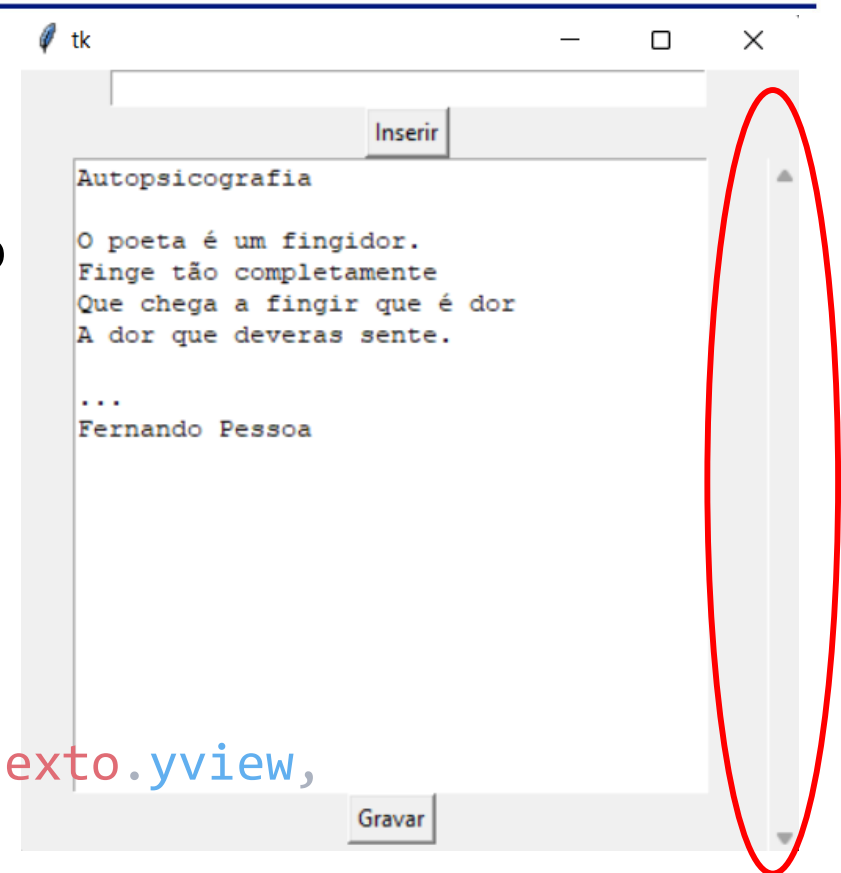 tk
Inserir
Autopsicografia
O poeta é um fingidor.
Finge tão completamente
Que chega a fingir que é dor
A dor que deveras sente.
...
Fernando Pessoa
exto.yview,
Gravar